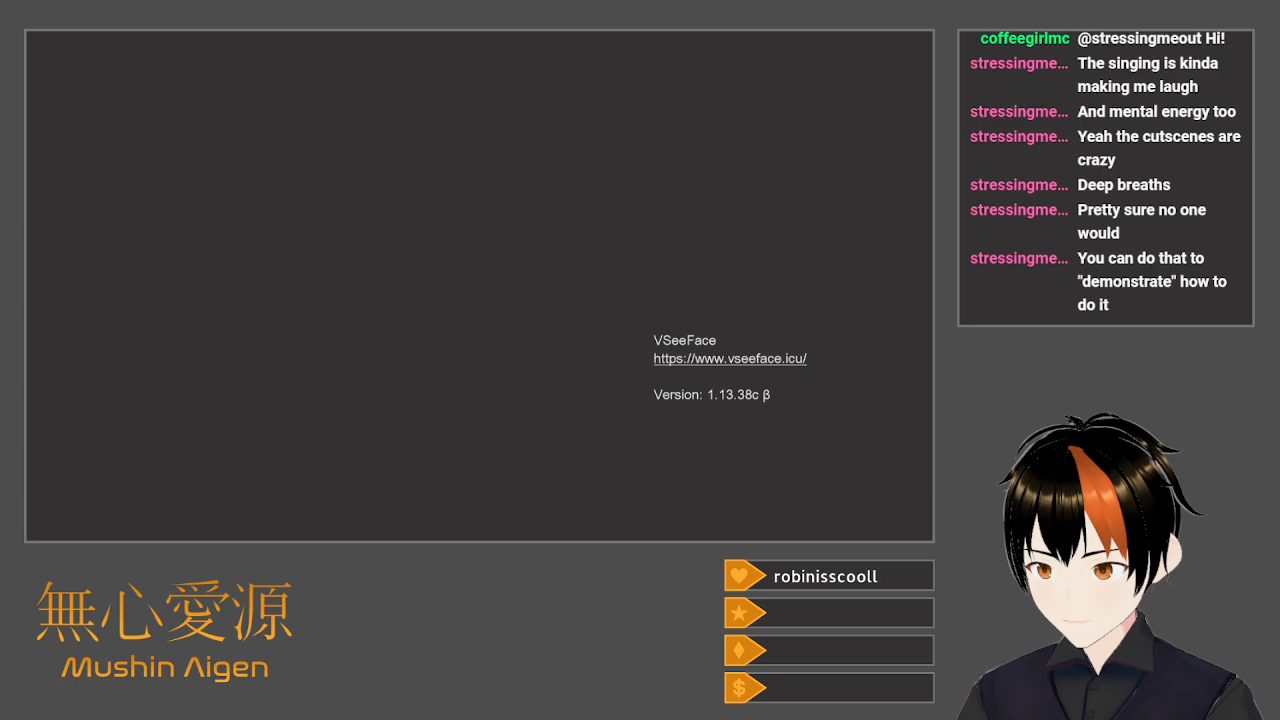 coffeegirlmc @stressingmeout Hi!
stressingme... The singing is kinda
making me laugh
stressingme... And mental energy too
stressingme... Yeah the cutscenes are
crazy
stressingme... Deep breaths
stressingme... Pretty sure no one
would
stressingme... You can do that to
"demonstrate" how to
do it
VSeeFace
https://www.vseeface.icu/
Version: 1.13.38c β
robinisscooll
$
無心愛源
Mushin Aigen